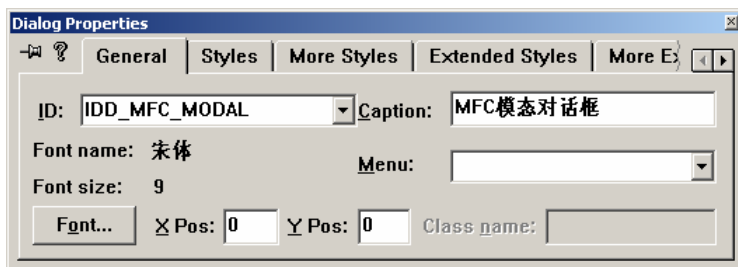 Dialog Properties
General Styles More Styles Extended Styles More Ex
ID: IDD_MFC_MODAL Caption: MFC模态对话框
Font name: 宋体
Menu:
Font size: 9
Font... X Pos: 0 Y Pos: 0 Class name: